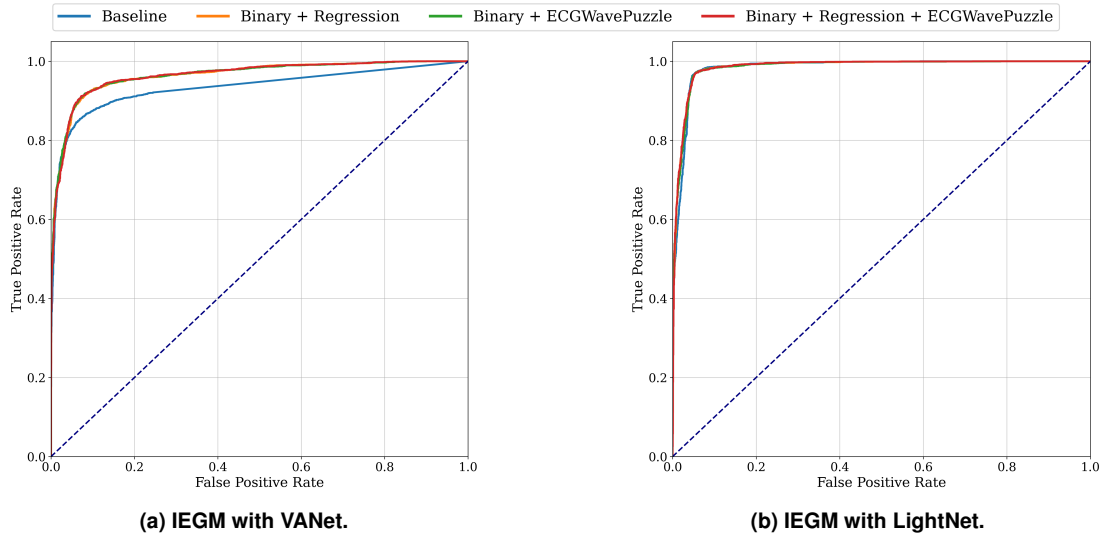 Baseline Binary + Regression Binary + ECGWavePuzzle Binary + Regression + ECGWavePuzzle
1.0
0.8
0.6
0.4
0.2
0.0
True Positive Rate
0.0 0.2 0.4 0.6 0.8 1.0
False Positive Rate
(a) IEGM with VANet.
1.0
0.8
0.6
0.4
0.2
0.0
True Positive Rate
0.0 0.2 0.4 0.6 0.8 1.0
False Positive Rate
(b) IEGM with LightNet.